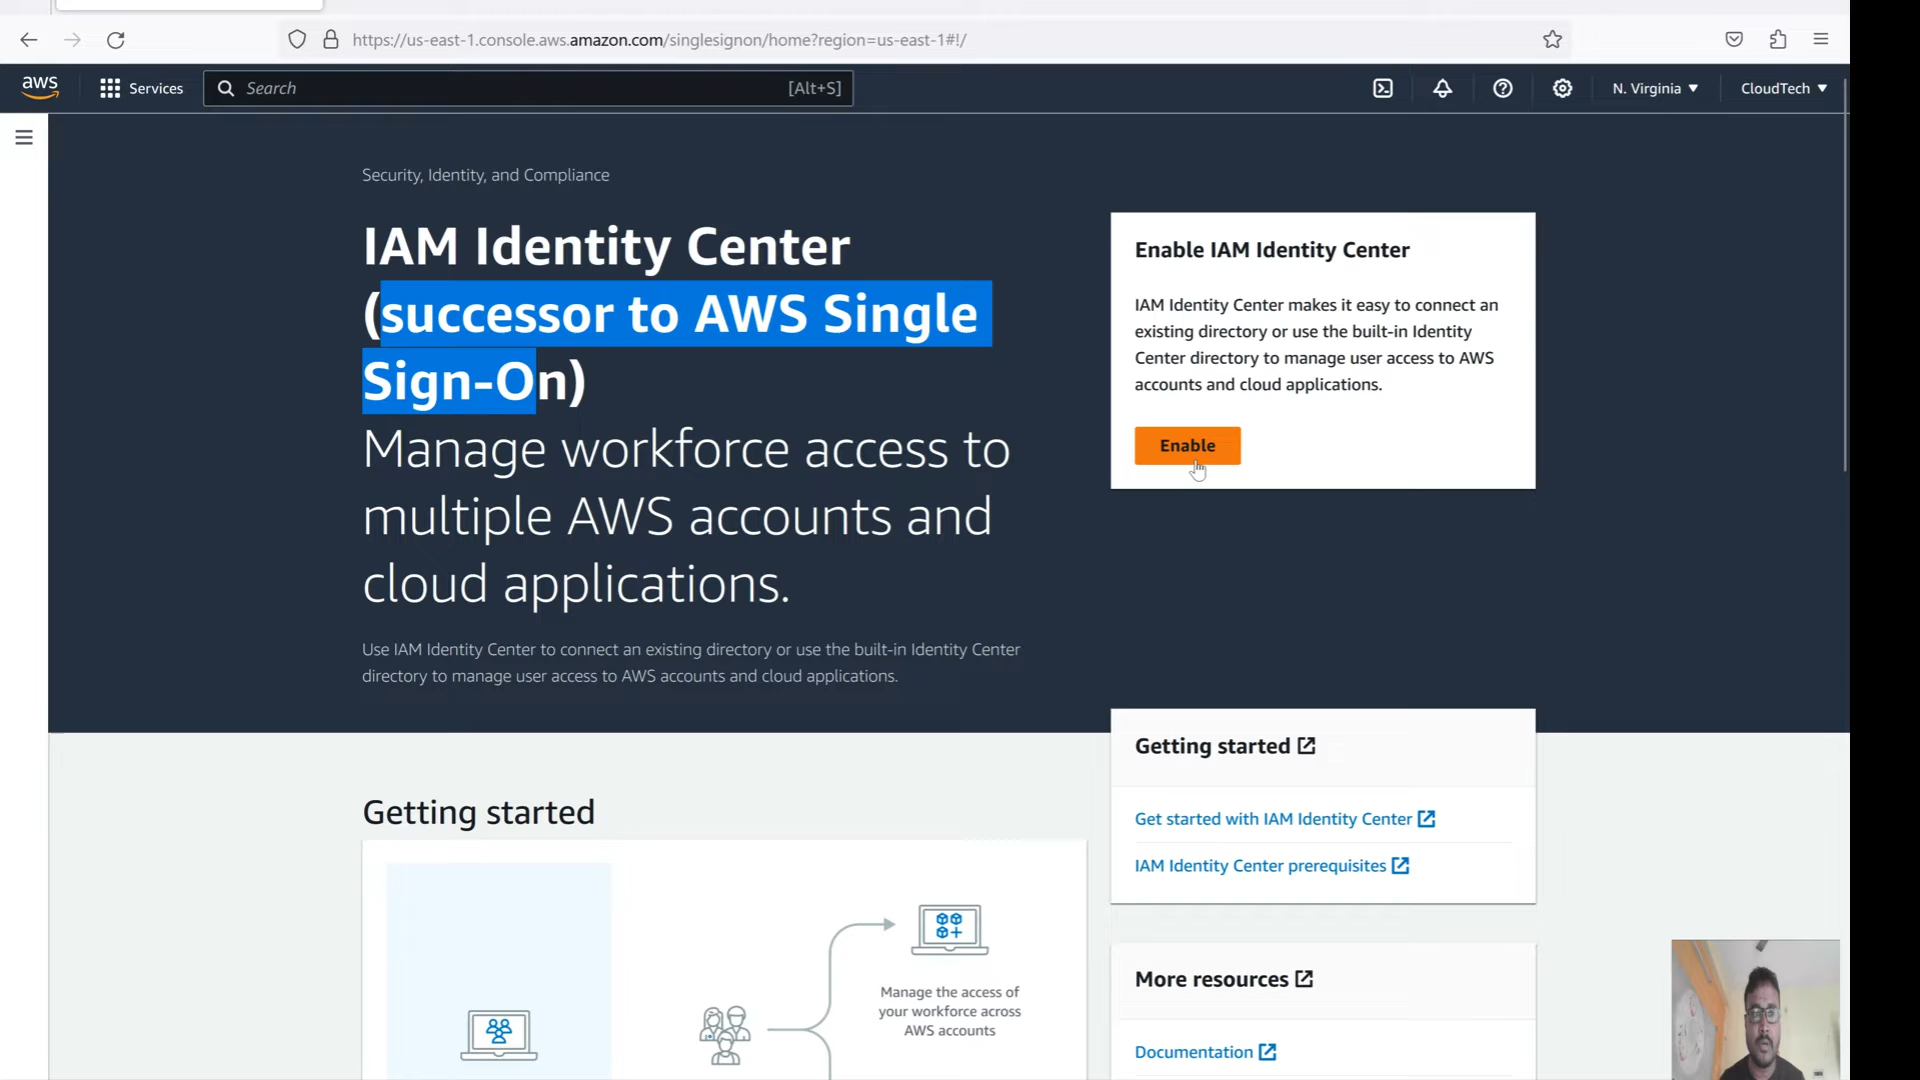 https://us-east-1.console.aws.amazon.com/singlesignon/home?region=us-east-1#!/
aws
Services
Search
[Alt+S]
N. Virginia
CloudTech
Security, Identity, and Compliance
IAM Identity Center
(successor to AWS Single
Sign-On)
Manage workforce access to
multiple AWS accounts and
cloud applications.
Use IAM Identity Center to connect an existing directory or use the built-in Identity Center
directory to manage user access to AWS accounts and cloud applications.
Enable IAM Identity Center
IAM Identity Center makes it easy to connect an
existing directory or use the built-in Identity
Center directory to manage user access to AWS
accounts and cloud applications.
Enable
Getting started
Get started with IAM Identity Center
IAM Identity Center prerequisites
Getting started
Manage the access of
your workforce across
AWS accounts
More resources
Documentation